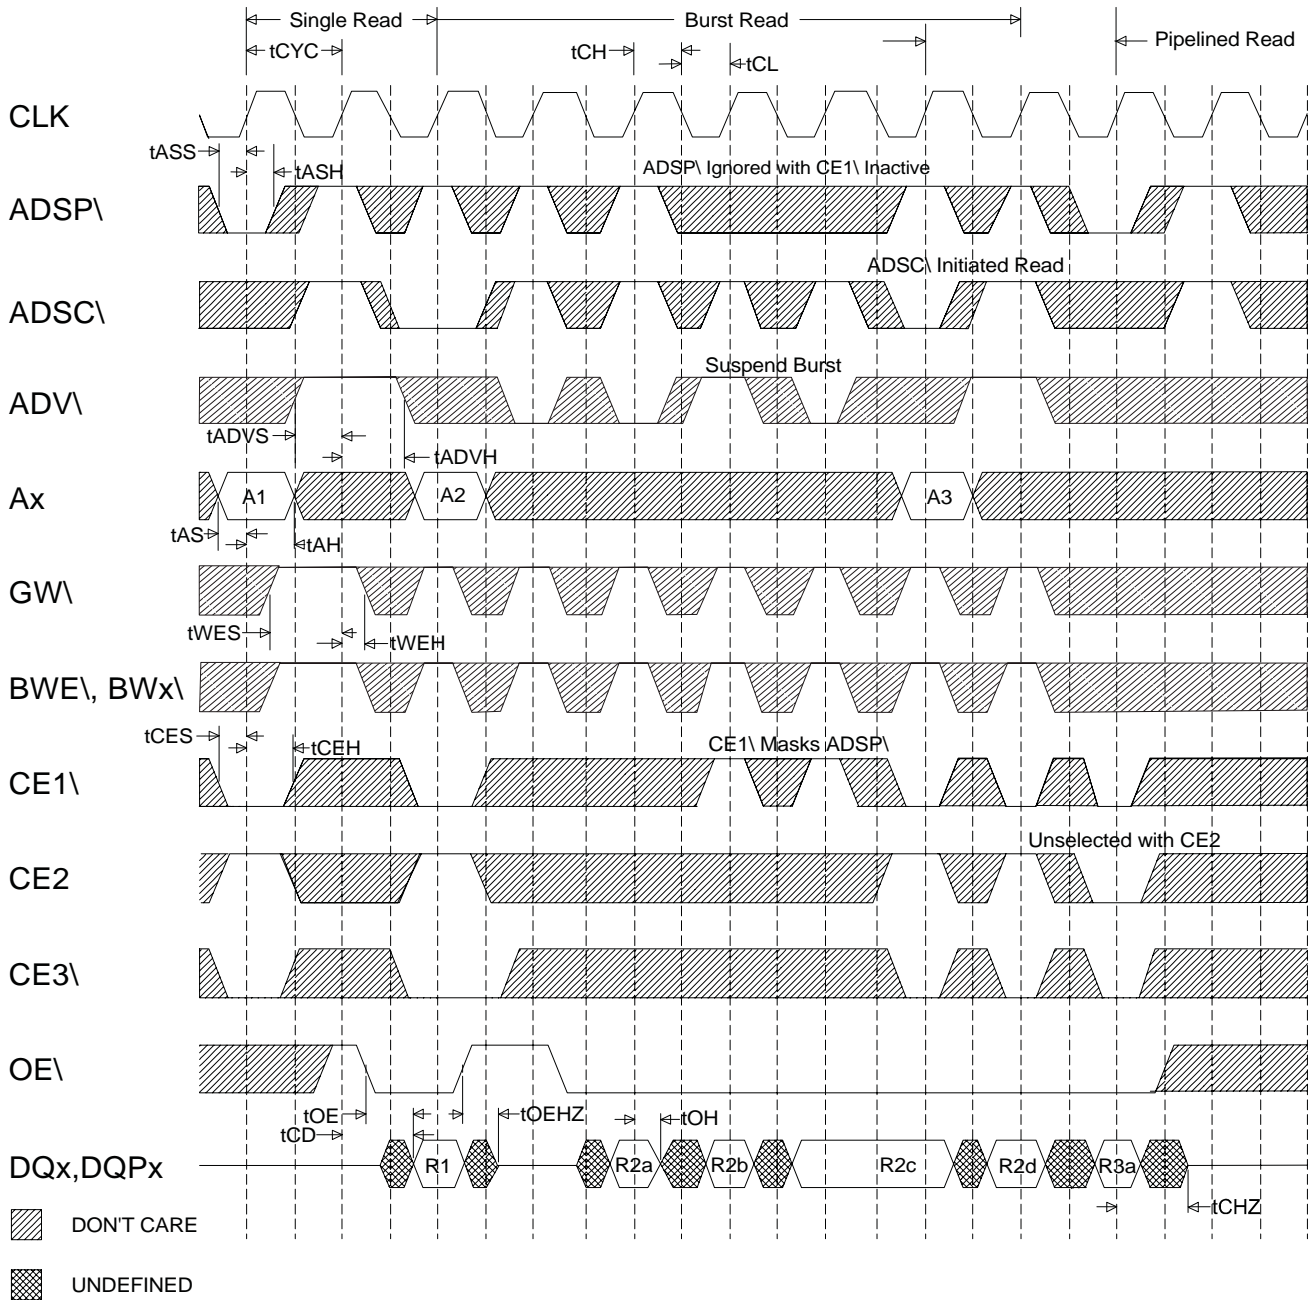 Single Read
Burst Read
Pipelined Read
tCYC
tCH
tCL
CLK
tASS
tASH
ADSP\ Ignored with CE1\ Inactive
ADSP\
ADSC\ Initiated Read
ADSC\
Suspend Burst
ADV\
tADVS
tADVH
Ax
A1
A2
A3
tAS
tAH
GW\
tWES
tWEH
BWE\, BWx\
tCES
tCEH
CE1\ Masks ADSP\
CE1\
Unselected with CE2
CE2
CE3\
OE\
tOE
tOEHZ
tOH
tCD
DQx,DQPx
R1
R2a
R2b
R2c
R2d
R3a
tCHZ
DON'T CARE
UNDEFINED